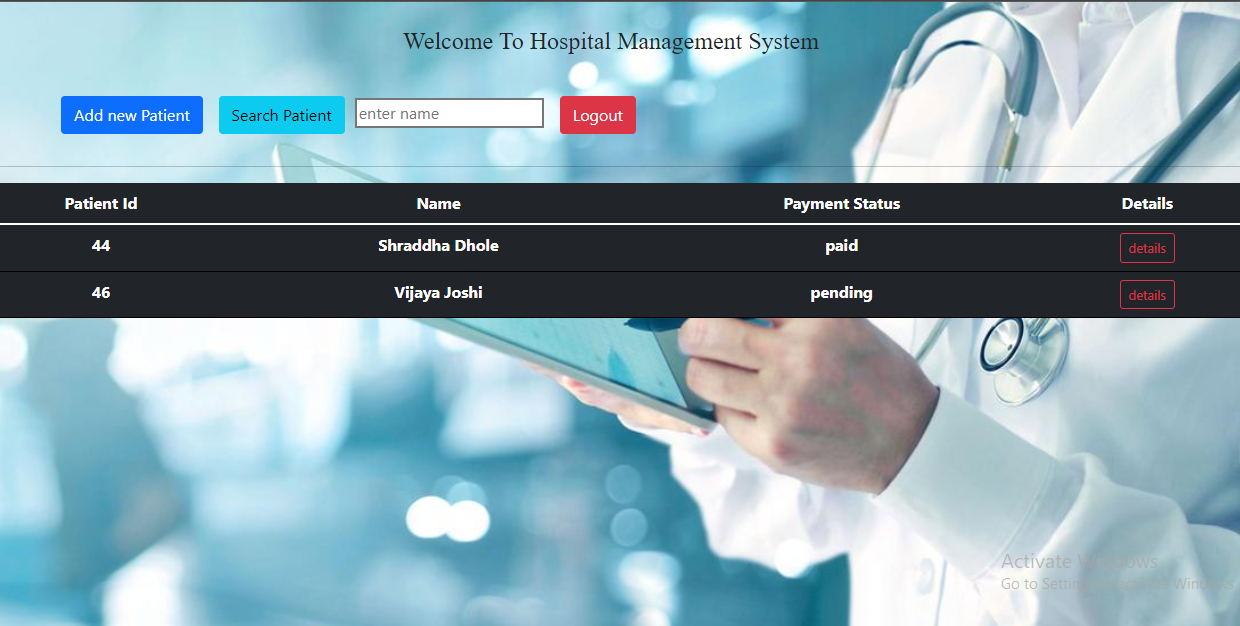 Welcome To Hospital Management System
Add new Patient Search Patient enter name Logout
Patient Id Name Payment Status Details
44 Shraddha Dhole paid details
46 Vijaya Joshi pending details
Activate Windows
Go to Settings to activate Windows